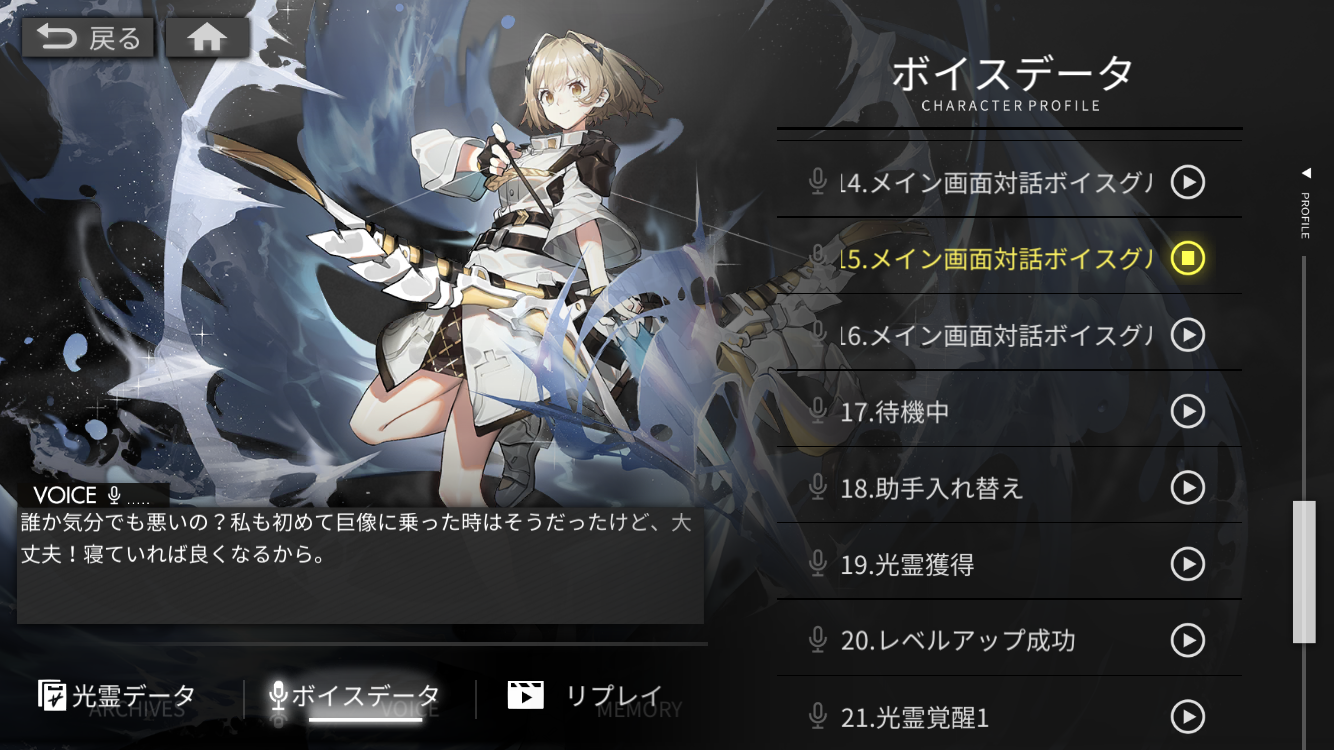 戻る
VOICE .....
誰か気分でも悪いの？私も初めて巨像に乗った時はそうだったけど、大
丈夫！寝ていれば良くなるから。
光霊データ
ARCHIVES
ボイスデータ
VOICE
リプレイ
MEMORY
ボイスデータ
CHARACTER PROFILE
14.メイン画面対話ボイスグル
15.メイン画面対話ボイスグル
16.メイン画面対話ボイスグル
17.待機中
18.助手入れ替え
19.光霊獲得
20.レベルアップ成功
21.光霊覚醒1
PROFILE